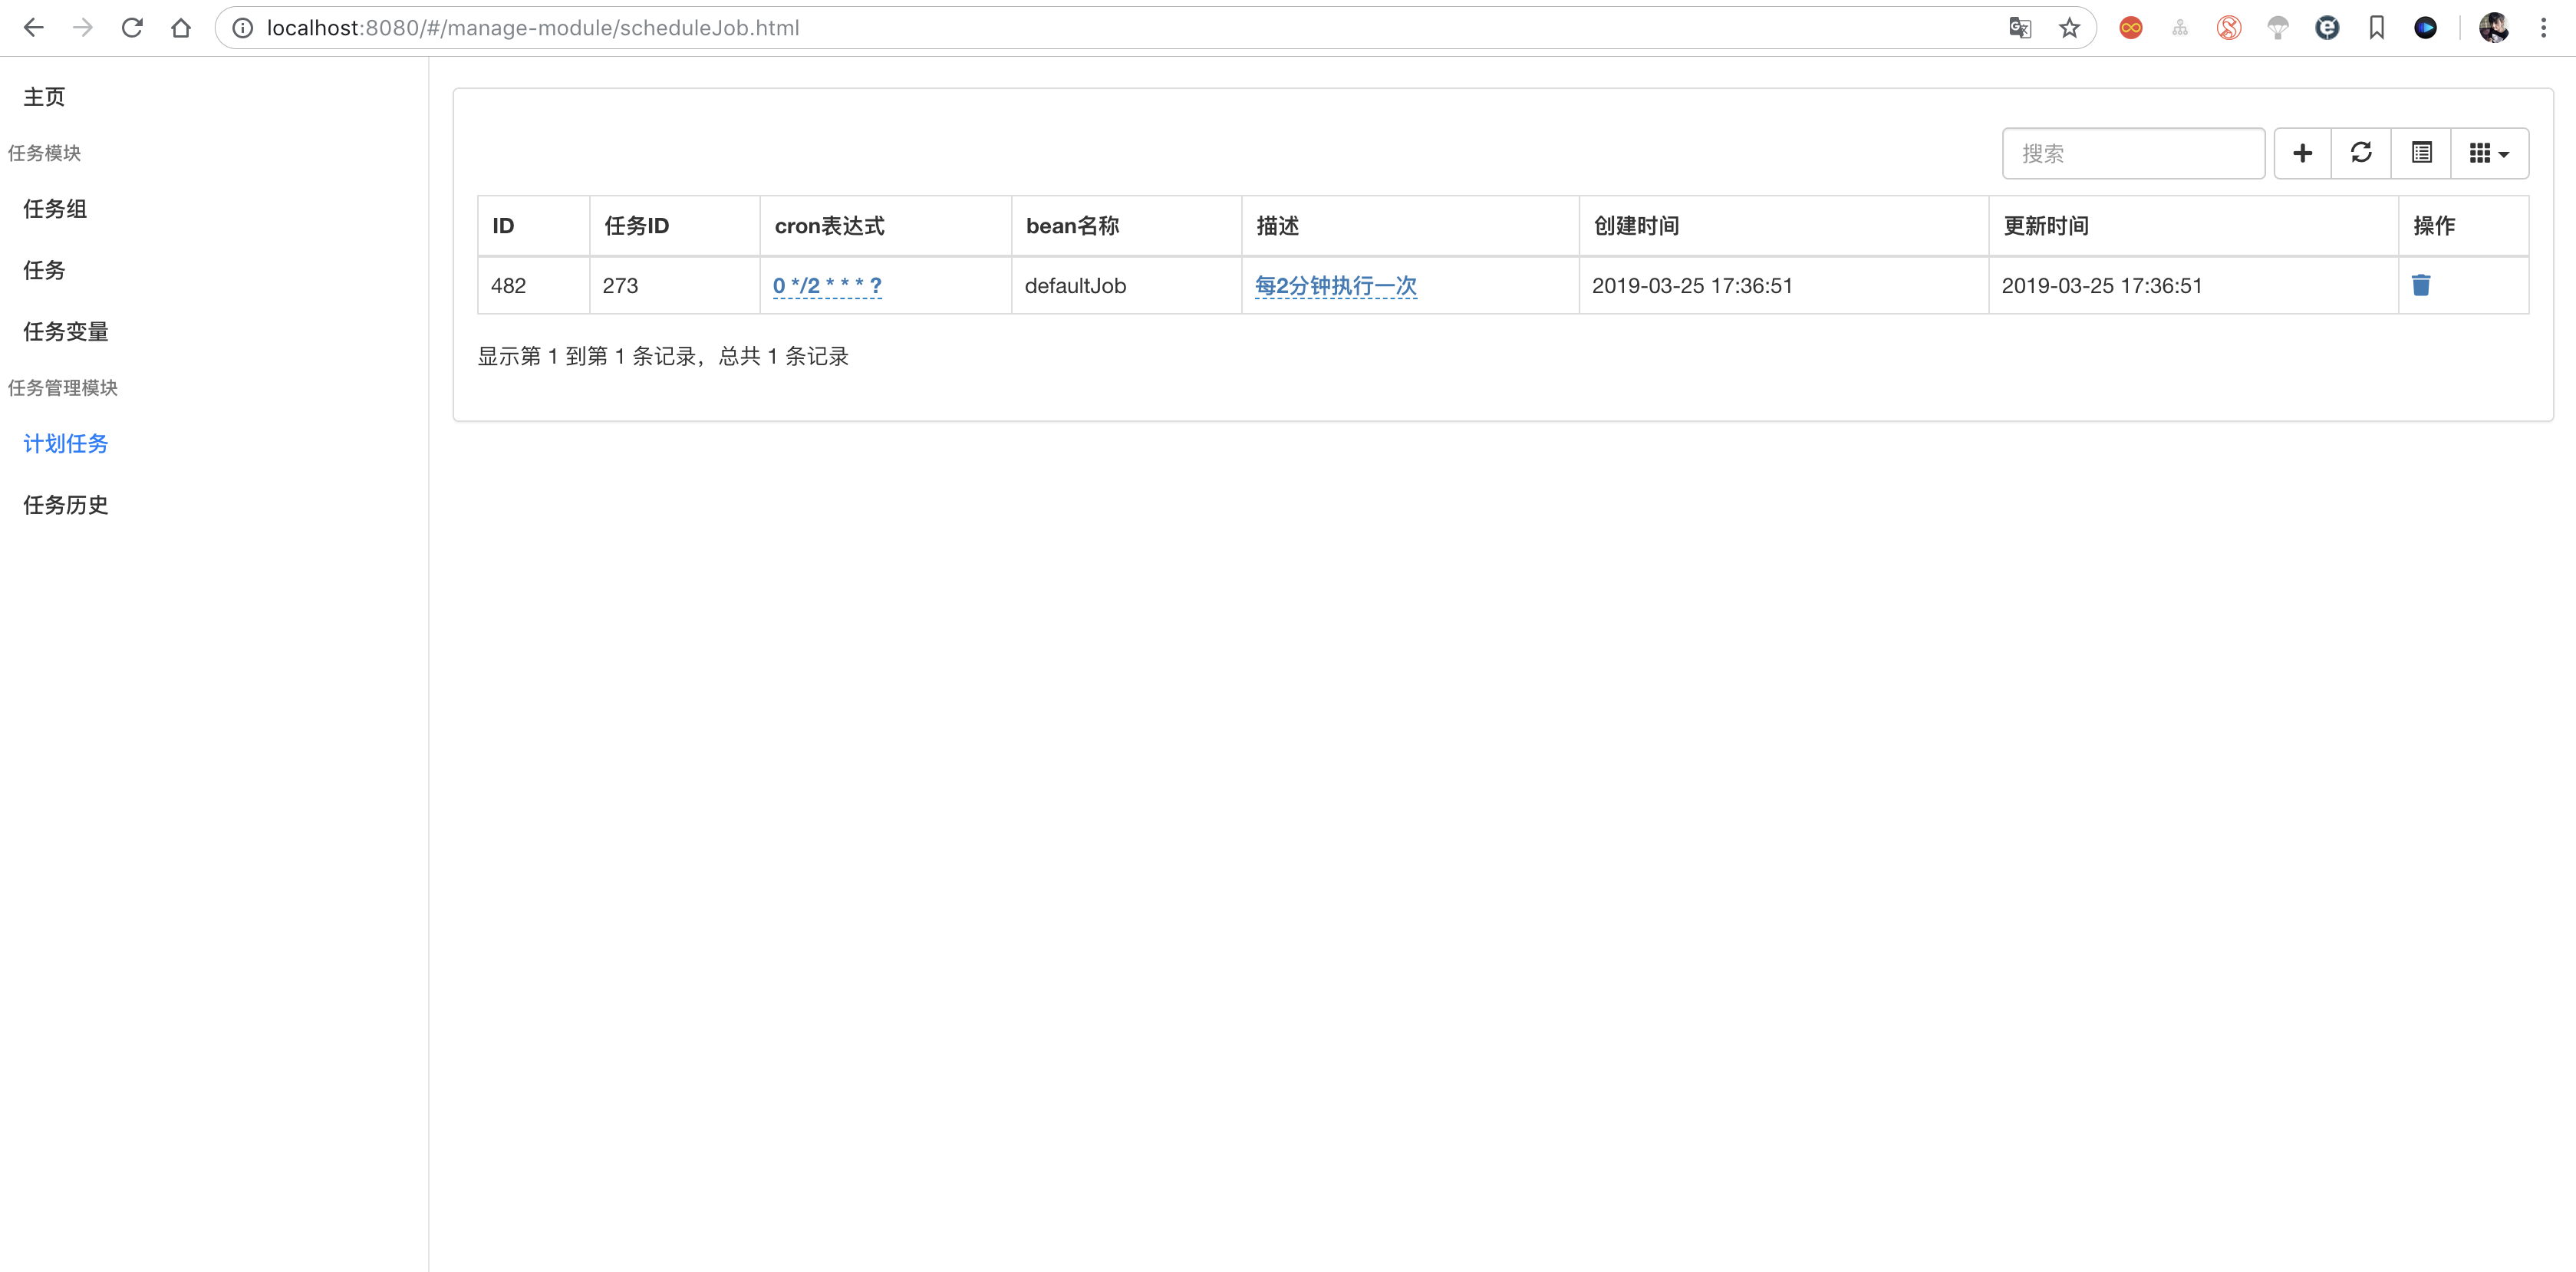 localhost:8080/#/manage-module/scheduleJob.html
主页
任务模块
任务组
任务
任务变量
任务管理模块
计划任务
任务历史
搜索
ID 任务ID cron表达式 bean名称 描述 创建时间 更新时间 操作
482 273 0 */2 * * * ? defaultJob 每2分钟执行一次 2019-03-25 17:36:51 2019-03-25 17:36:51
显示第 1 到第 1 条记录，总共 1 条记录